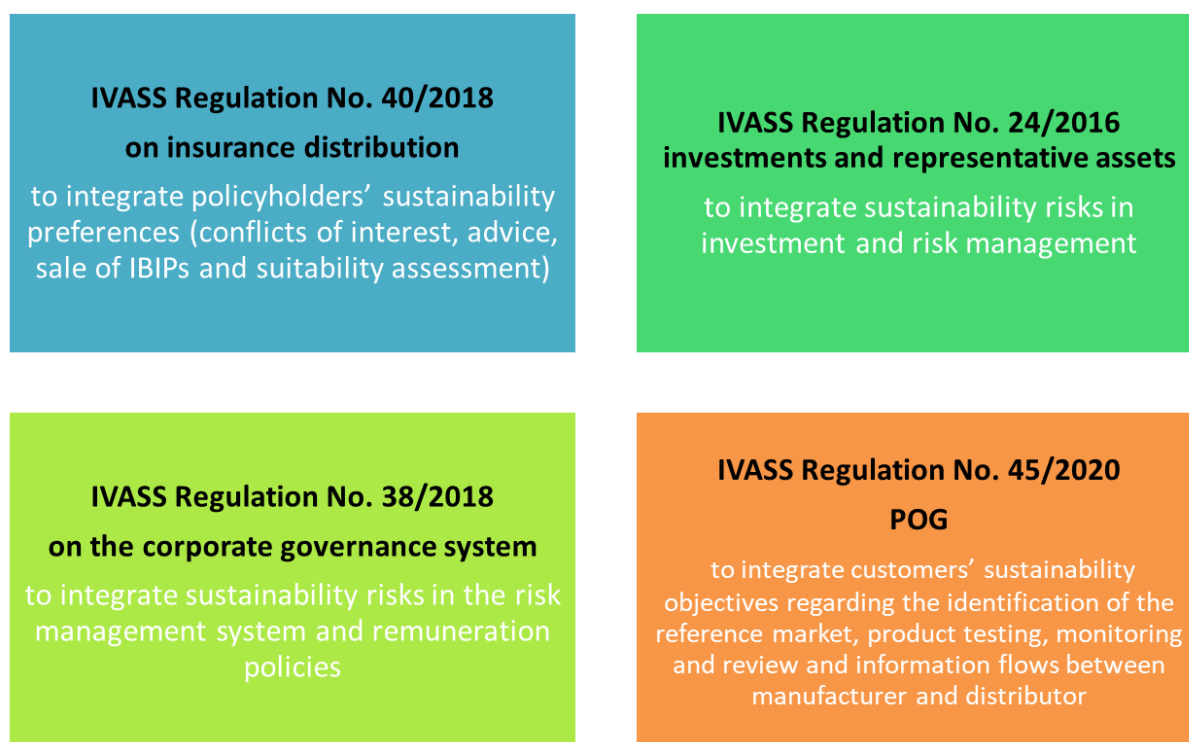 IVASS Regulation No. 40/2018
on insurance distribution
to integrate policyholders’ sustainability
preferences (conflicts of interest, advice,
sale of IBIPs and suitability assessment)
IVASS Regulation No. 24/2016
investments and representative assets
to integrate sustainability risks in
investment and risk management
IVASS Regulation No. 38/2018
on the corporate governance system
to integrate sustainability risks in the risk
management system and remuneration
policies
IVASS Regulation No. 45/2020
POG
to integrate customers’ sustainability
objectives regarding the identification of the
reference market, product testing, monitoring
and review and information flows between
manufacturer and distributor